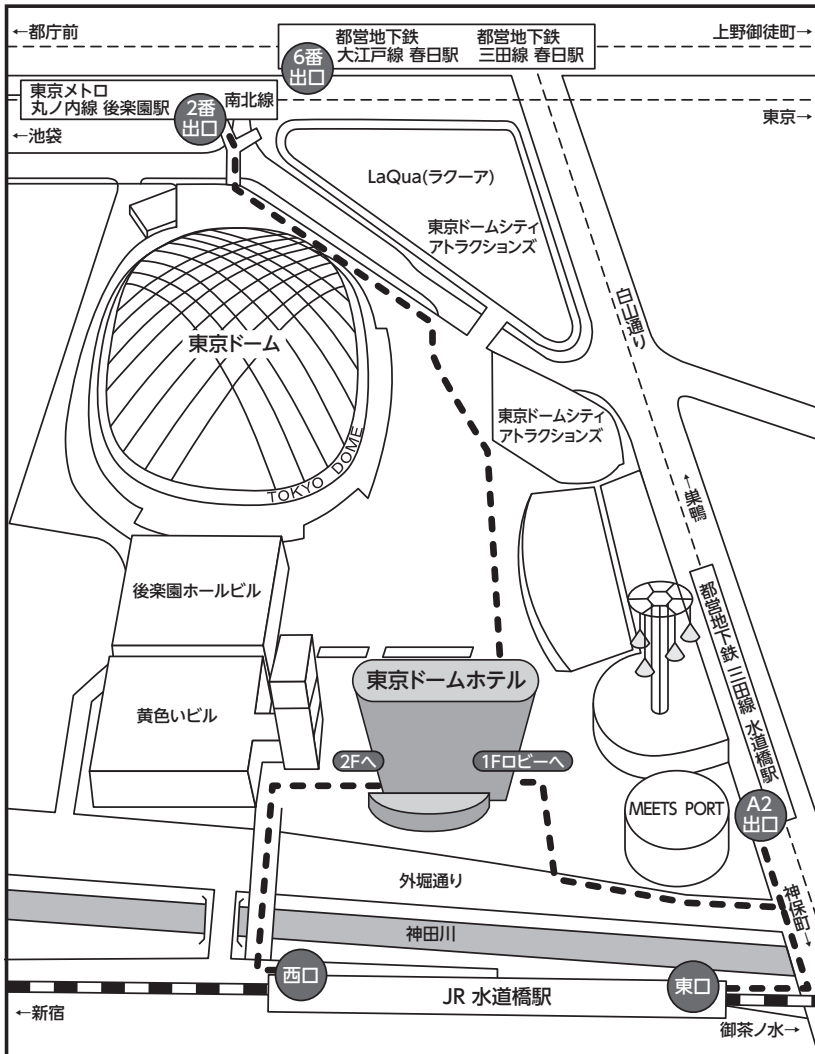 ←都庁前
都営地下鉄
大江戸線 春日駅
都営地下鉄
三田線 春日駅
上野御徒町→
6番
出口
東京メトロ
丸ノ内線 後楽園駅
2番
出口
南北線
←池袋
東京→
LaQua(ラクーア)
東京ドームシティ
アトラクションズ
白山通り
東京ドーム
TOKYO DOME
東京ドームシティ
アトラクションズ
←巣鴨
後楽園ホールビル
都営地下鉄 三田線 水道橋駅
東京ドームホテル
黄色いビル
2Fへ
1Fロビーへ
MEETS PORT
A2
出口
外堀通り
神保町→
神田川
西口
JR 水道橋駅
東口
←新宿
御茶ノ水→